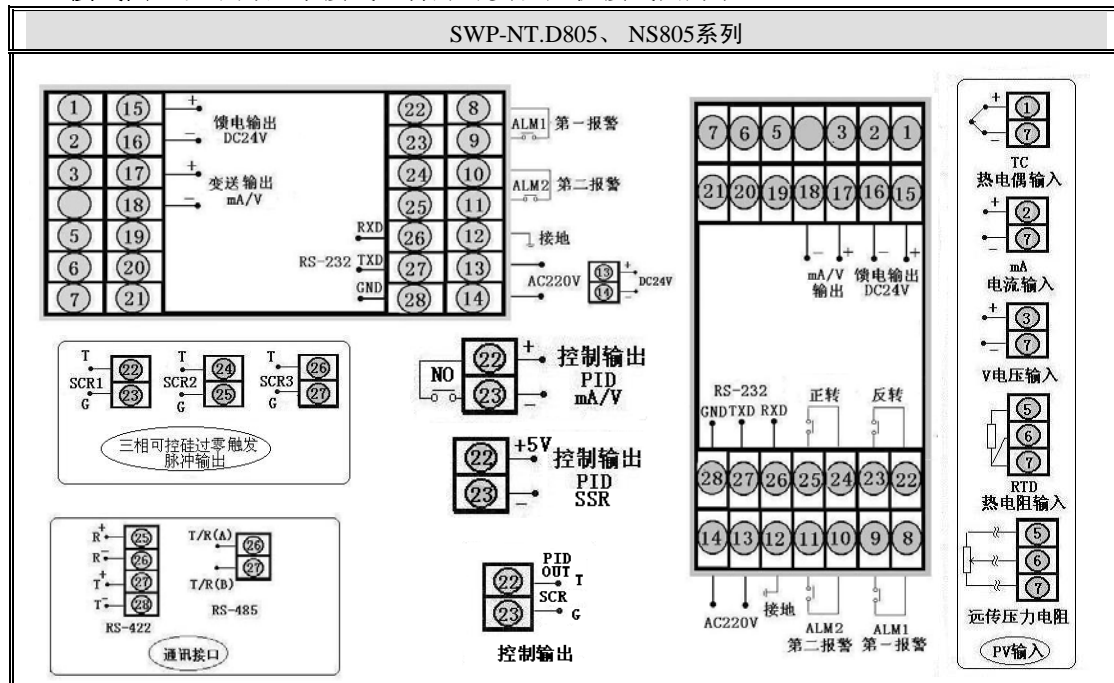 SWP-NT.D805、 NS805系列
1 15 + 馈电输出 22 8
DC24V ALM1 第一报警
2 16 − 23 9
3 17 + 变送输出 24 10
mA/V ALM2 第二报警
18 − 25 11
5 19 RXD 26 12 接地
6 20 RS-232 TXD 27 13 AC220V 13 + DC24V
7 21 GND 28 14 14 −
T 22 T 24 T 26
SCR1 SCR2 SCR3
G 23 G 25 G 27
三相可控硅过零触发
脉冲输出
R+ 25 T/R(A) 26
R− 26 27
T+ 27 T/R(B)
T− 28 RS-485
RS-422
通讯接口
NO 22 + 控制输出
PID
23 − mA/V
22 +5V 控制输出
PID
23 − SSR
PID
OUT
22 T
SCR
23 G
控制输出
7 6 5 3 2 1
21 20 19 18 17 16 15
− + − +
mA/V 馈电输出
输出 DC24V
RS-232 正转 反转
GND TXD RXD
28 27 26 25 24 23 22
14 13 12 11 10 9 8
AC220V 接地
ALM2 ALM1
第二报警 第一报警
+ 1
− 7
TC
热电偶输入
+ 2
− 7
mA
电流输入
+ 3
− 7
V电压输入
5
6
7
RTD
热电阻输入
5
6
7
远传压力电阻
PV输入